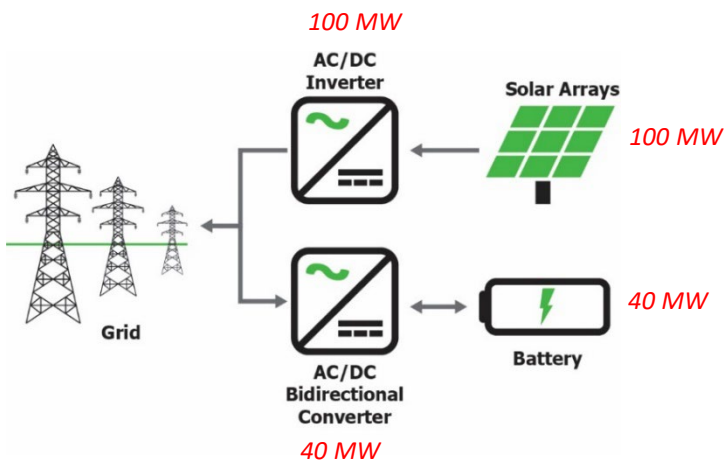 100 MW
AC/DC
Inverter
Solar Arrays
100 MW
Grid
40 MW
Battery
AC/DC
Bidirectional
Converter
40 MW